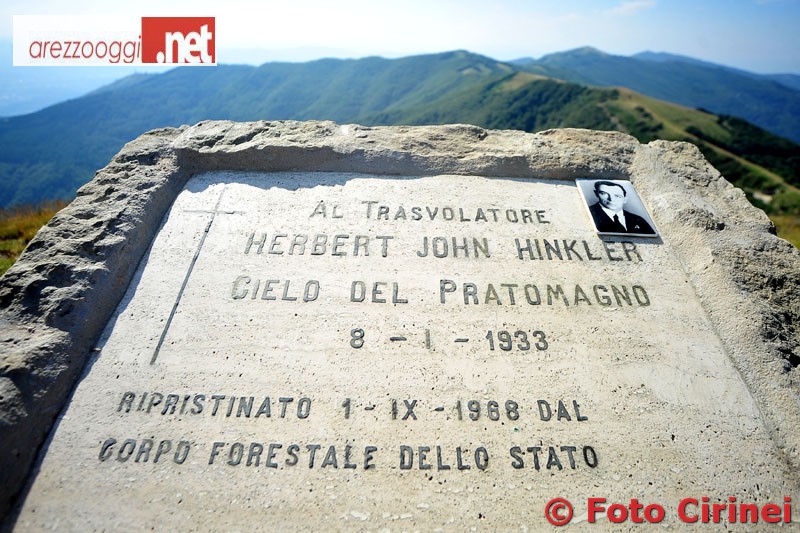 arezzooggi.net
Al Trasvolatore
Herbert John Hinkler
Cielo del Pratomagno
8 - I - 1933
Ripristinato 1 - IX - 1968 dal
Corpo Forestale dello Stato
© Foto Cirinei